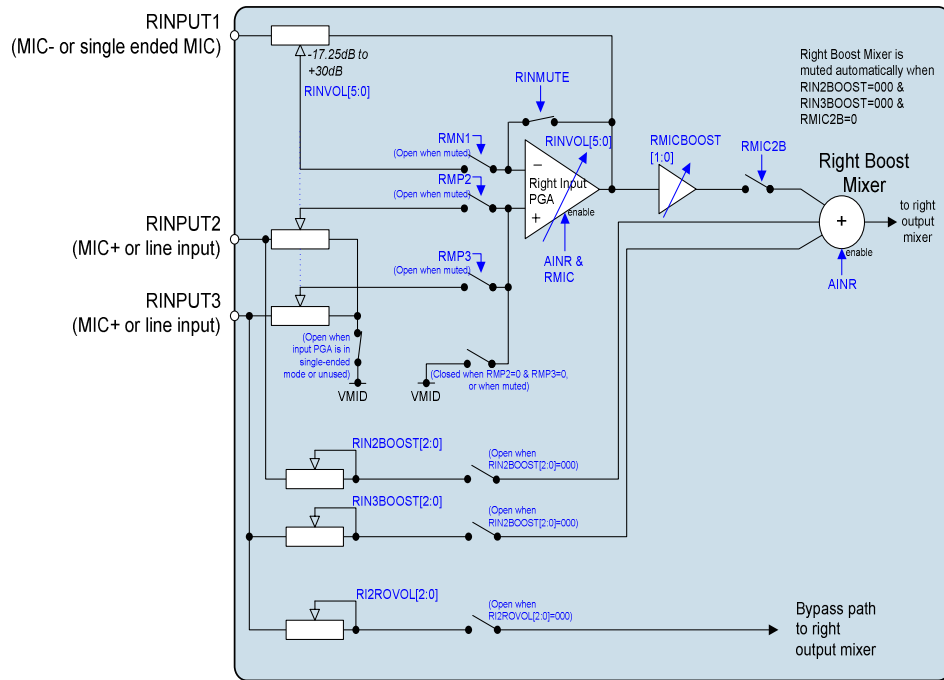 RINPUT1
(MIC- or single ended MIC)
-17.25dB to
+30dB
RINVOL[5:0]
RINMUTE
Right Boost Mixer is
muted automatically when
RIN2BOOST=000 &
RIN3BOOST=000 &
RMIC2B=0
RMN1
(Open when muted)
RINVOL[5:0]
RMICBOOST
[1:0]
RMIC2B
Right Boost
Mixer
RMP2
(Open when muted)
−
Right Input
PGA
+
enable
RINPUT2
(MIC+ or line input)
+
enable
to right
output
mixer
RMP3
(Open when muted)
AINR &
RMIC
AINR
RINPUT3
(MIC+ or line input)
(Open when
input PGA is in
single-ended
mode or unused)
VMID
(Closed when RMP2=0 & RMP3=0,
or when muted)
VMID
RIN2BOOST[2:0]
(Open when
RIN2BOOST[2:0]=000)
RIN3BOOST[2:0]
(Open when
RIN2BOOST[2:0]=000)
RI2ROVOL[2:0]
(Open when
RI2ROVOL[2:0]=000)
Bypass path
to right
output mixer